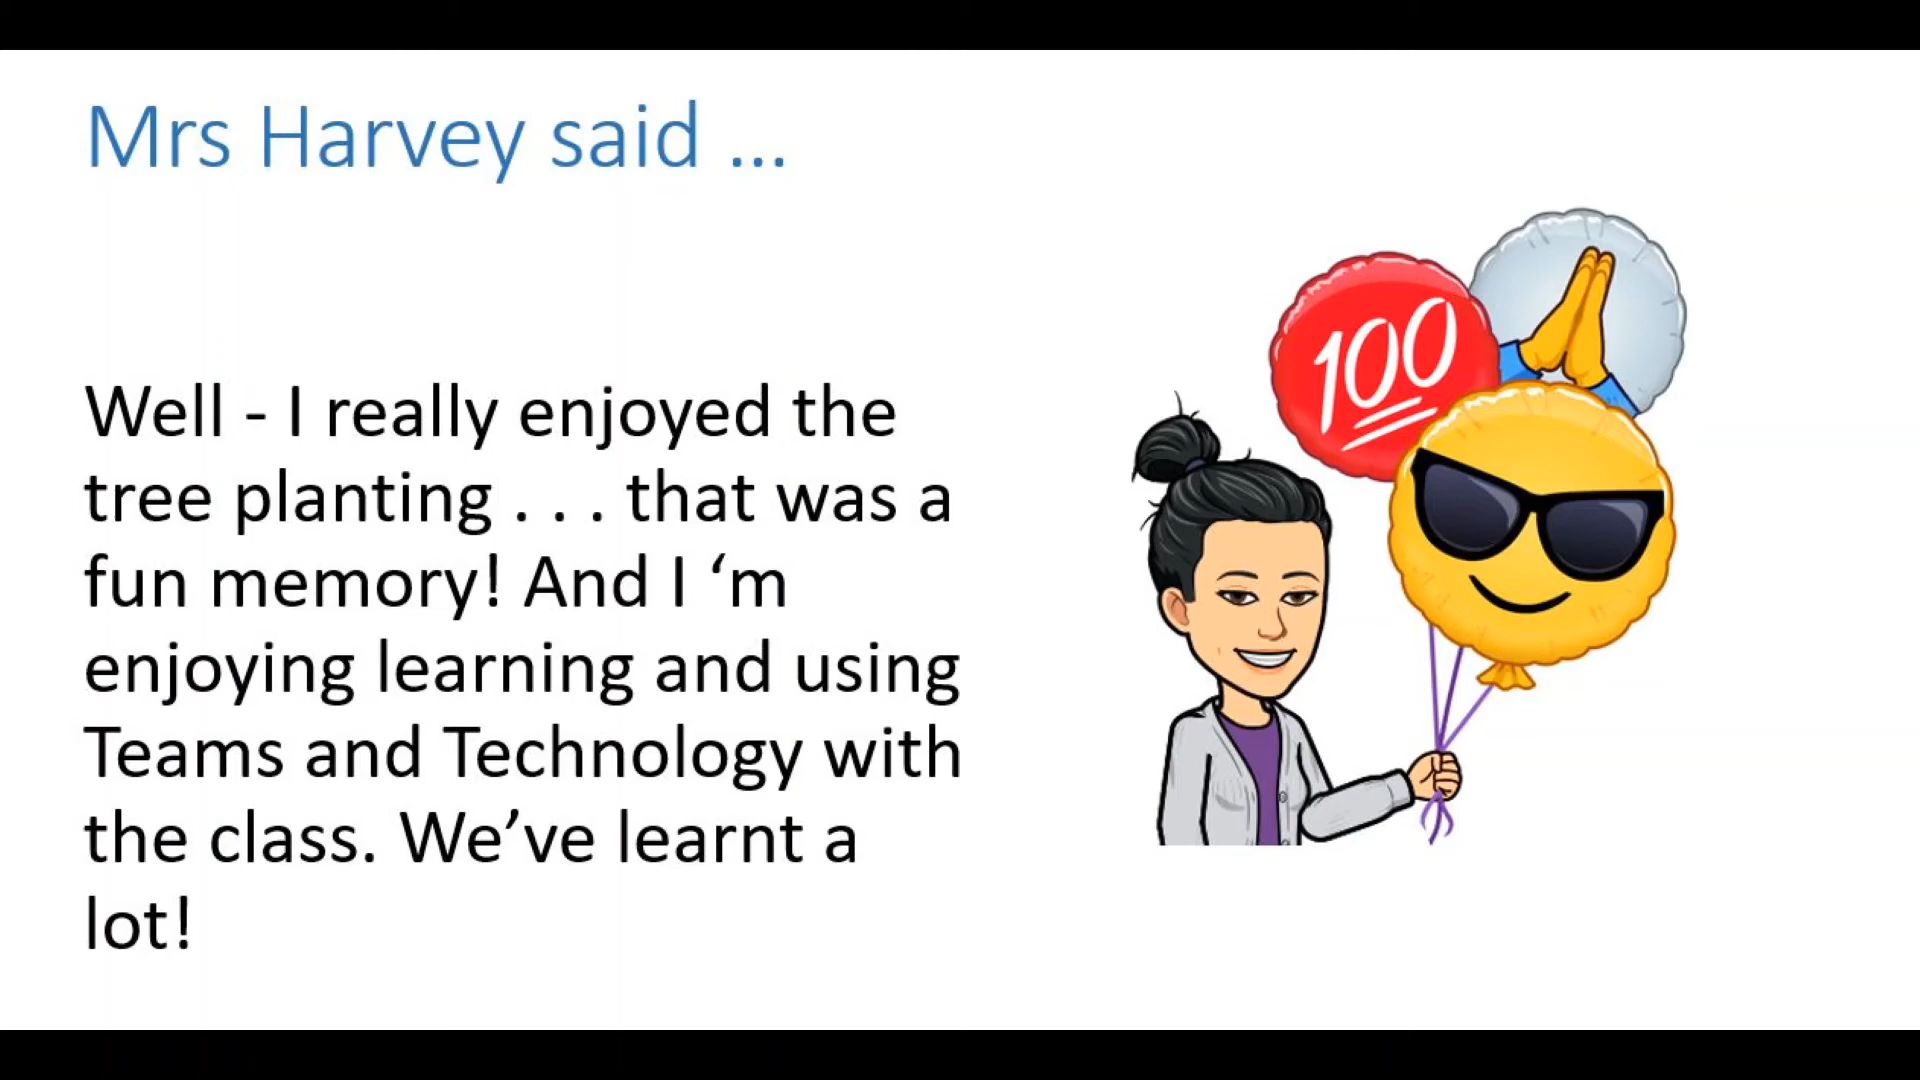 Mrs Harvey said ...
Well - I really enjoyed the
tree planting . . . that was a
fun memory! And I ‘m
enjoying learning and using
Teams and Technology with
the class. We’ve learnt a
lot!
100